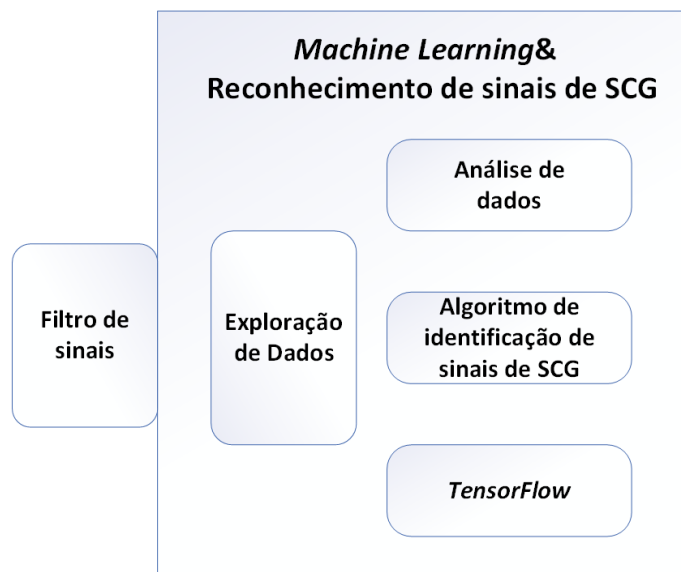 Machine Learning&
Reconhecimento de sinais de SCG
Análise de
dados
Filtro de
sinais
Exploração
de Dados
Algoritmo de
identificação de
sinais de SCG
TensorFlow